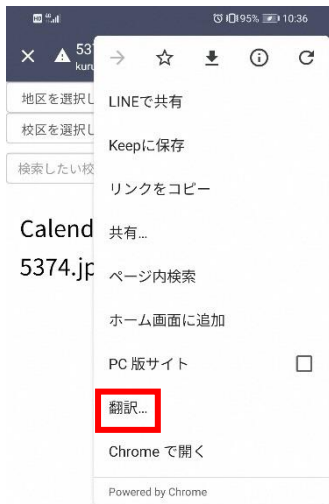 95% 10:36
53
kuru
地区を選択し
校区を選択し
検索したい校
Calend
5374.jp
LINEで共有
Keepに保存
リンクをコピー
共有...
ページ内検索
ホーム画面に追加
PC 版サイト
翻訳...
Chrome で開く
Powered by Chrome